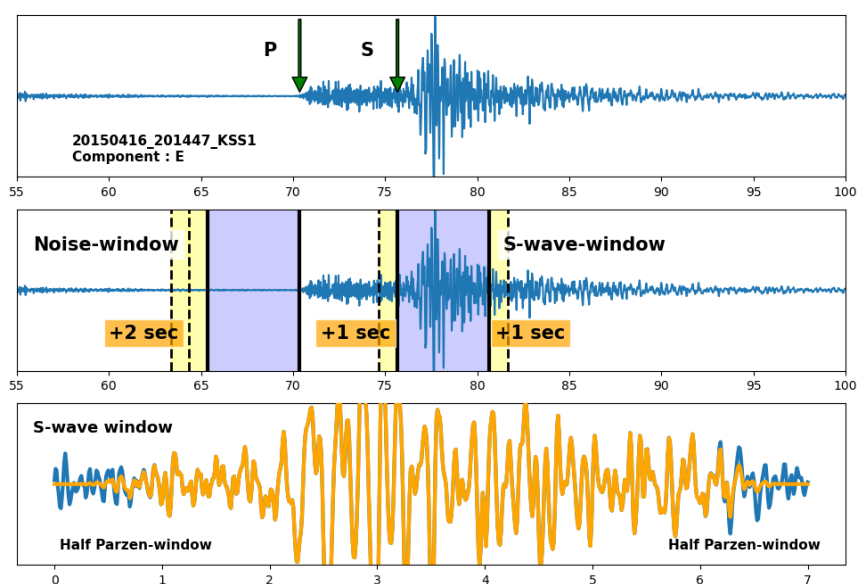 P S
20150416_201447_KSS1
Component : E
55 60 65 70 75 80 85 90 95 100
Noise-window S-wave-window
+2 sec +1 sec +1 sec
55 60 65 70 75 80 85 90 95 100
S-wave window
Half Parzen-window Half Parzen-window
0 1 2 3 4 5 6 7